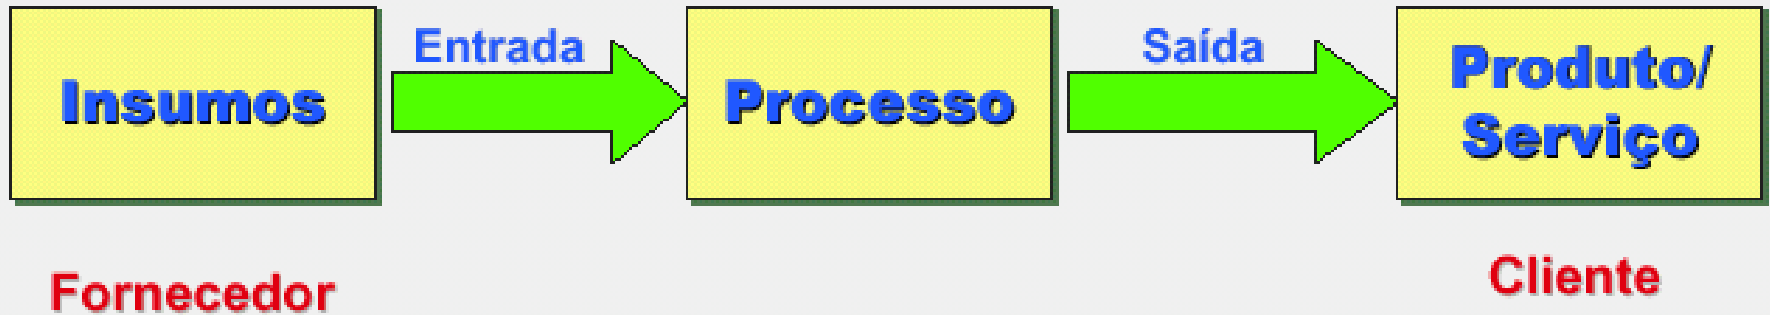 Insumos
Entrada
Processo
Saída
Produto/
Serviço
Fornecedor
Cliente